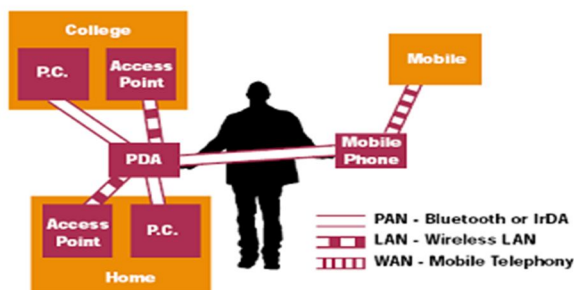 College
P.C.
Access
Point
Mobile
PDA
Mobile
Phone
Access
Point
P.C.
Home
PAN - Bluetooth or IrDA
LAN - Wireless LAN
WAN - Mobile Telephony